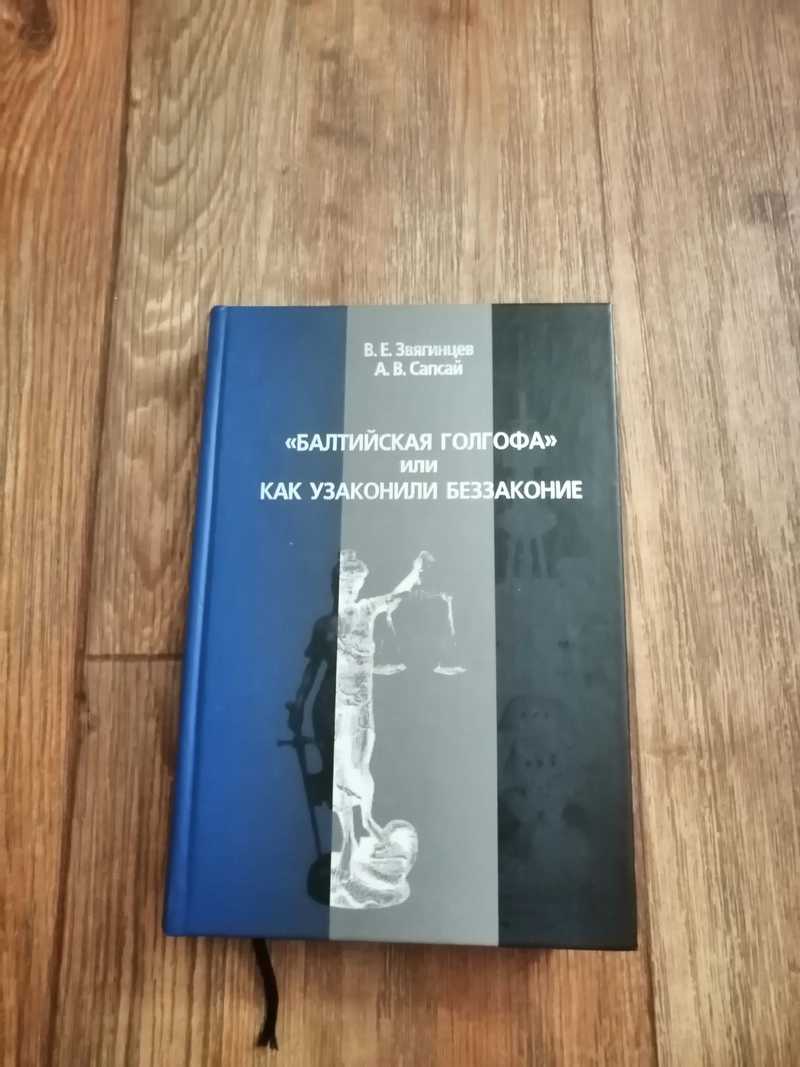 В. Е. Звягинцев
А. В. Сапсай
«БАЛТИЙСКАЯ ГОЛГОФА»
или
КАК УЗАКОНИЛИ БЕЗЗАКОНИЕ